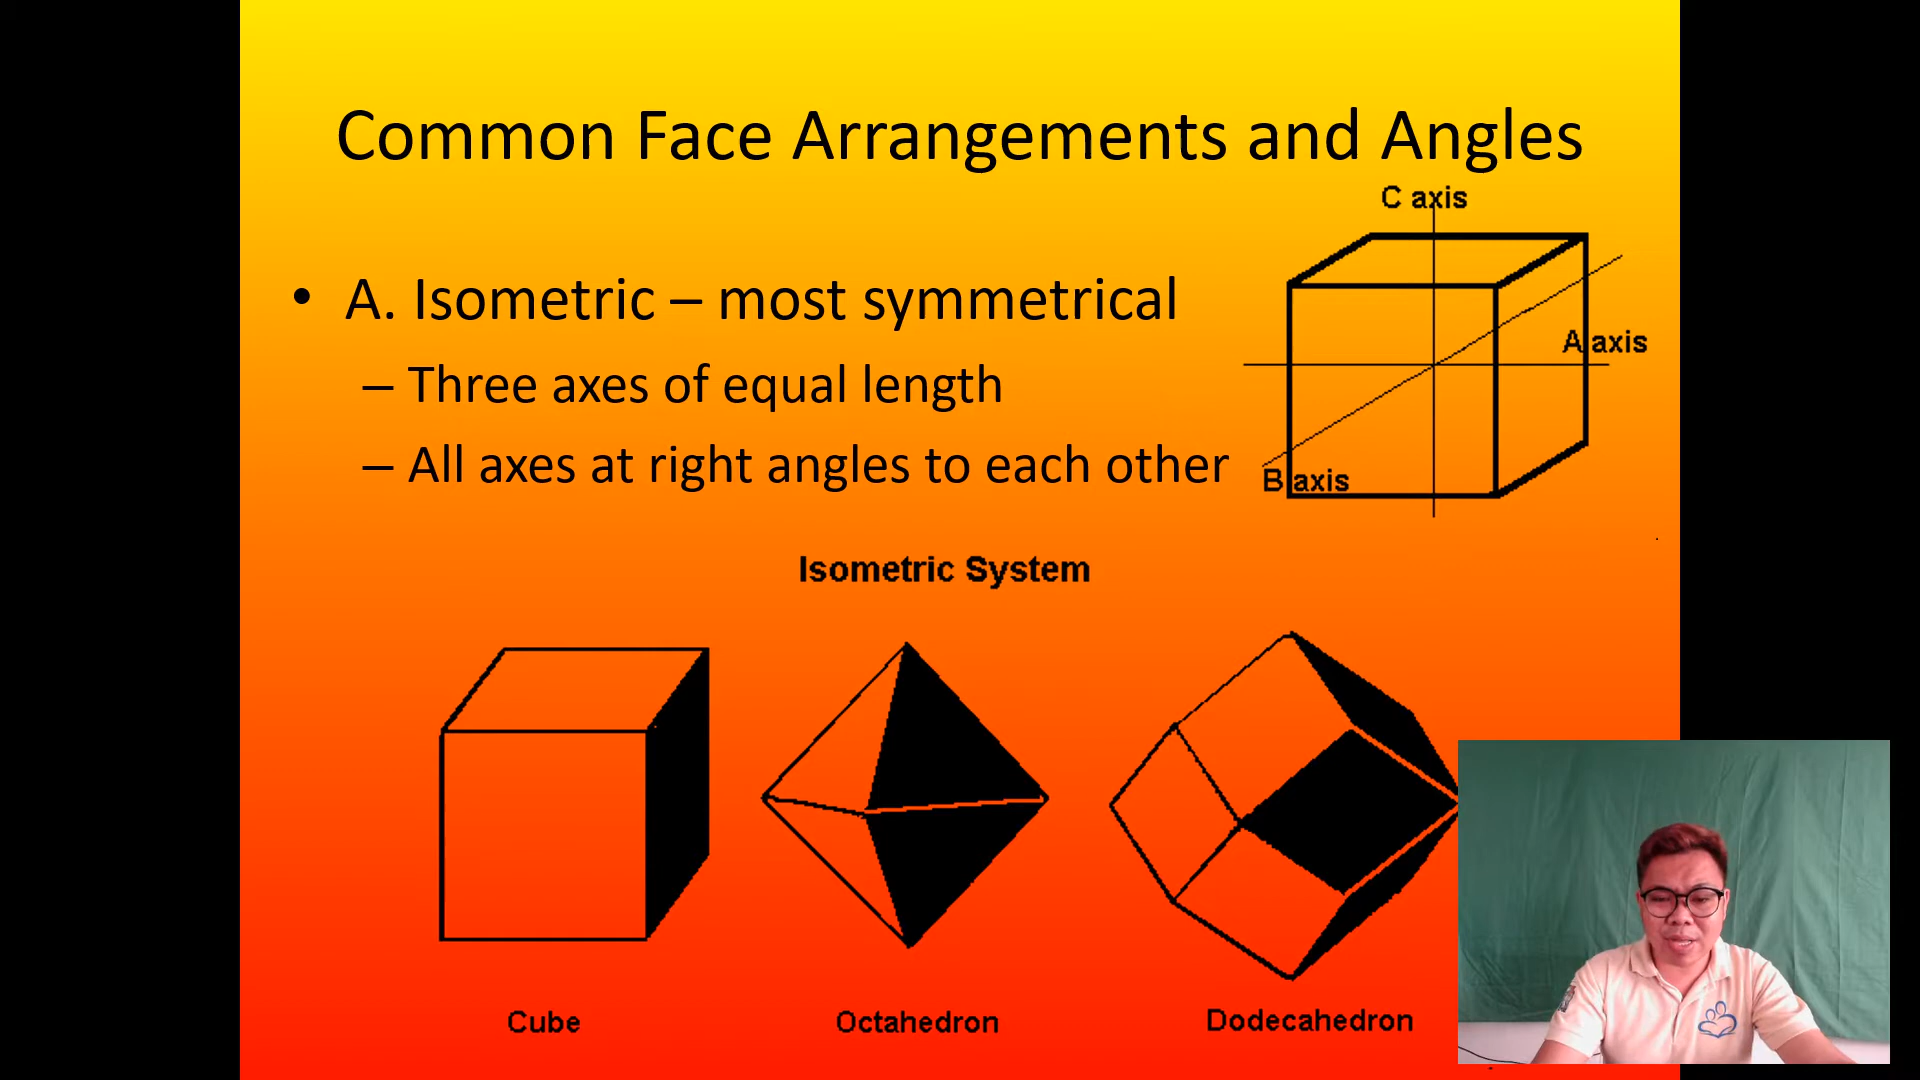 Common Face Arrangements and Angles
C axis
• A. Isometric – most symmetrical
A axis
– Three axes of equal length
– All axes at right angles to each other
B axis
Isometric System
Cube
Octahedron
Dodecahedron